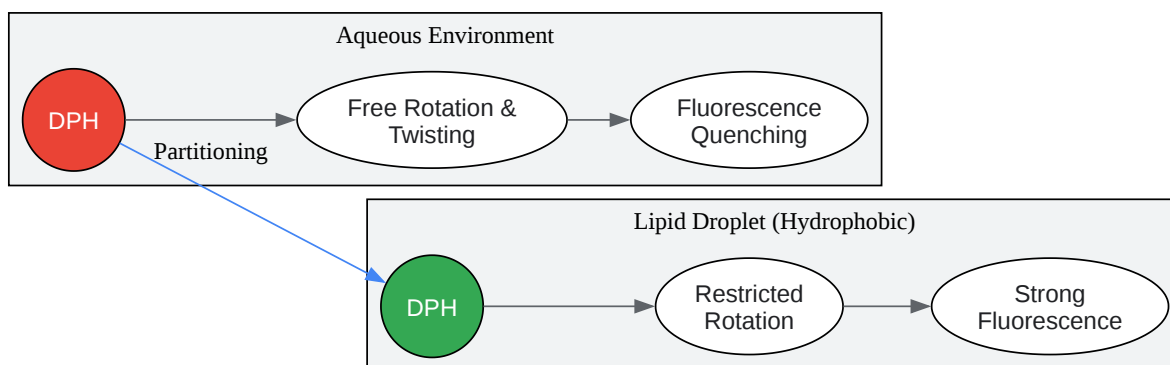 Aqueous Environment
DPH
Free Rotation &
Twisting
Fluorescence
Quenching
Partitioning
Lipid Droplet (Hydrophobic)
DPH
Restricted
Rotation
Strong
Fluorescence